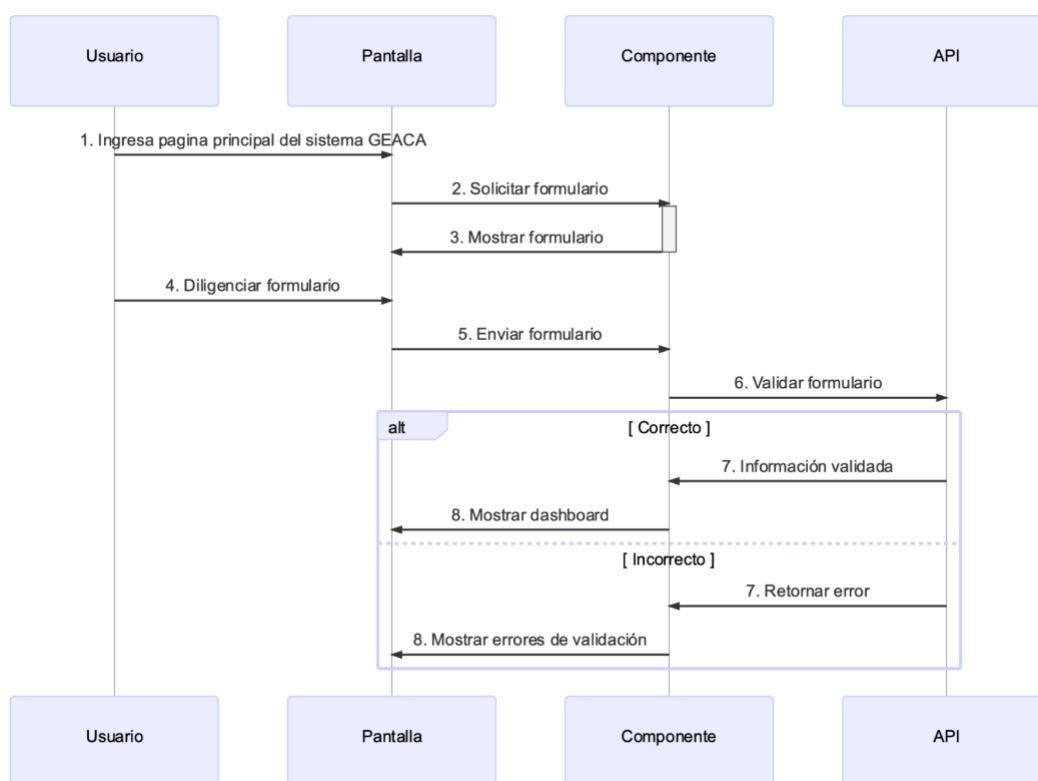 Usuario
Pantalla
Componente
API
1. Ingresa pagina principal del sistema GEACA
2. Solicitar formulario
3. Mostrar formulario
4. Diligenciar formulario
5. Enviar formulario
6. Validar formulario
alt
[ Correcto ]
7. Información validada
8. Mostrar dashboard
[ Incorrecto ]
7. Retornar error
8. Mostrar errores de validación
Usuario
Pantalla
Componente
API